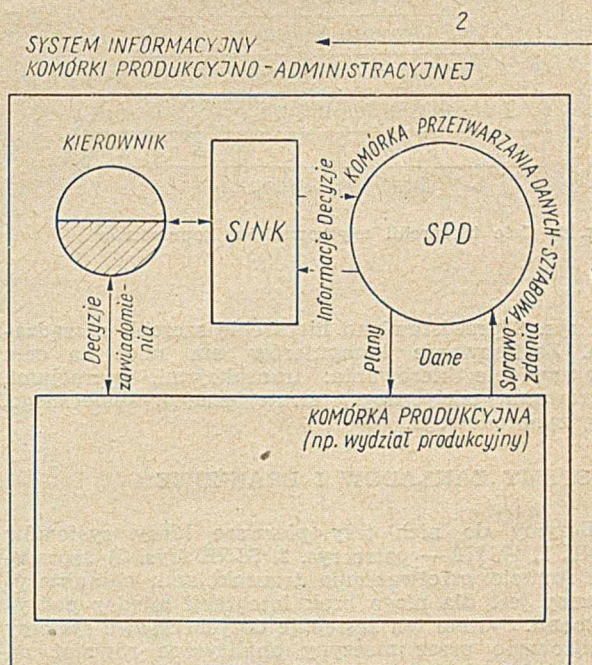 2
SYSTEM INFORMACYJNY
KOMÓRKI PRODUKCYJNO-ADMINISTRACYJNEJ
KIEROWNIK
SINK
Informacje Decyzje
KOMÓRKA PRZETWARZANIA DANYCH-SZTABOWA
SPD
Decyzje
zawiadomie-
nia
Plany
Dane
Sprawo-
zdania
KOMÓRKA PRODUKCYJNA
(np. wydział produkcyjny)